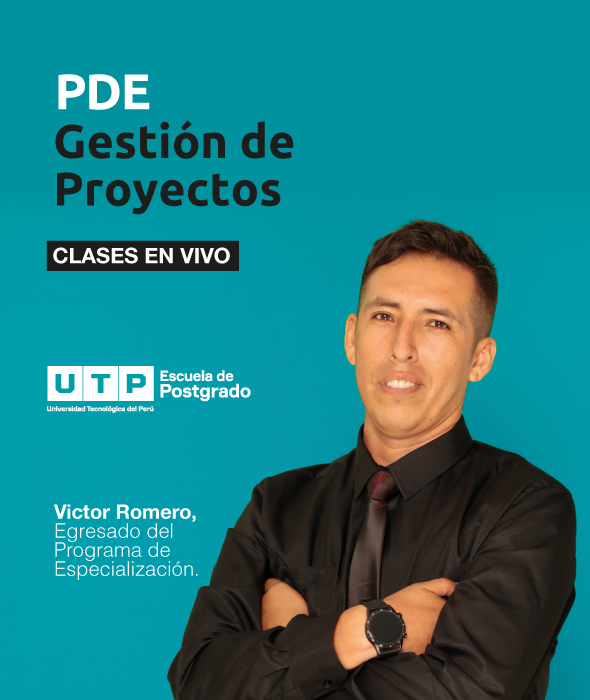 PDE
Gestión de
Proyectos
CLASES EN VIVO
UTP
Universidad Tecnológica del Perú
Escuela de
Postgrado
Victor Romero,
Egresado del
Programa de
Especialización.